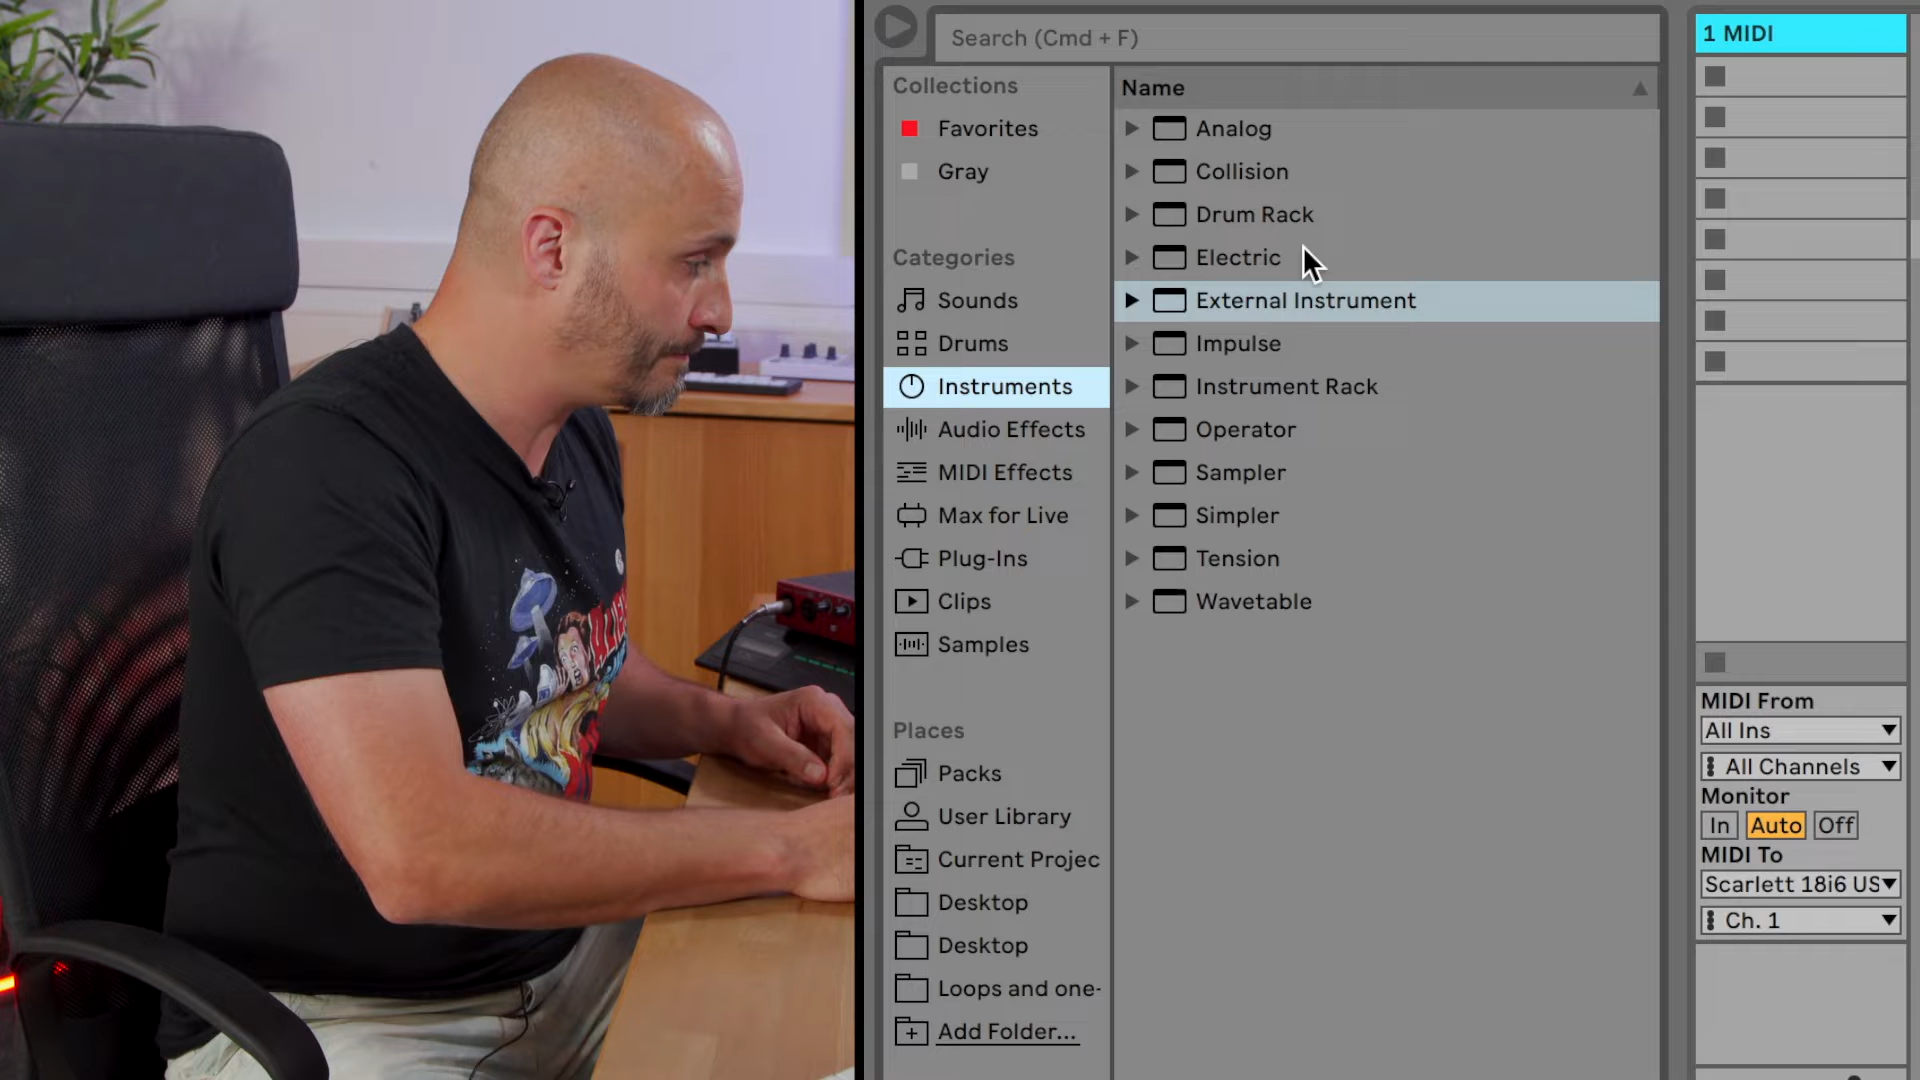 Search (Cmd + F)
Collections
Favorites
Gray
Categories
Sounds
Drums
Instruments
Audio Effects
MIDI Effects
Max for Live
Plug-Ins
Clips
Samples
Places
Packs
User Library
Current Projec
Desktop
Desktop
Loops and one-
Add Folder...
Name
Analog
Collision
Drum Rack
Electric
External Instrument
Impulse
Instrument Rack
Operator
Sampler
Simpler
Tension
Wavetable
1 MIDI
MIDI From
All Ins
All Channels
Monitor
In Auto Off
MIDI To
Scarlett 18i6 US
Ch. 1